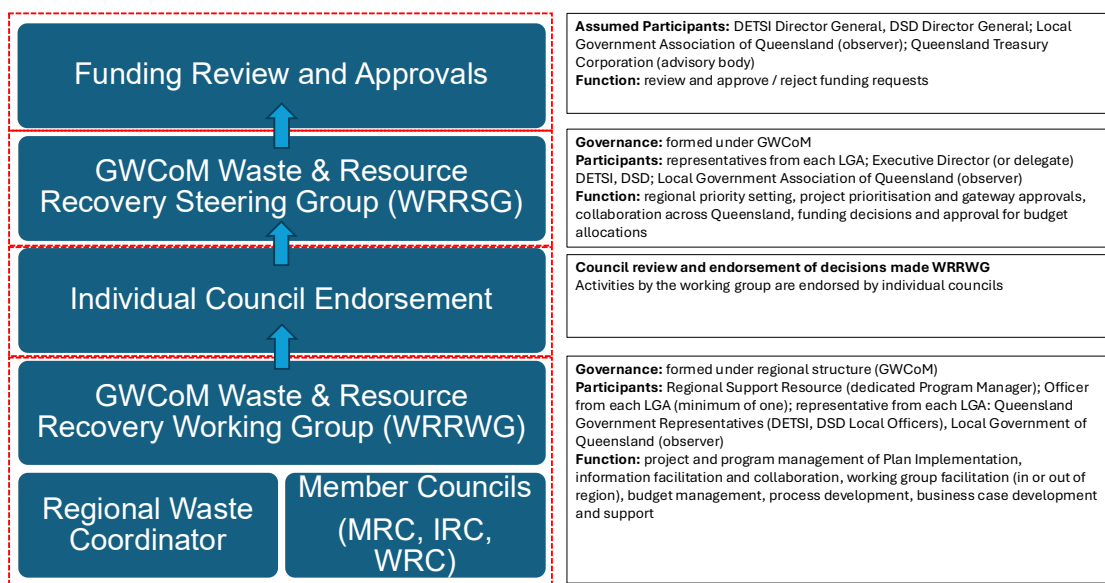 Funding Review and Approvals
Assumed Participants: DETSI Director General, DSD Director General; Local
Government Association of Queensland (observer); Queensland Treasury
Corporation (advisory body)
Function: review and approve / reject funding requests
GWCoM Waste & Resource
Recovery Steering Group (WRRSG)
Governance: formed under GWCoM
Participants: representatives from each LGA; Executive Director (or delegate)
DETSI, DSD; Local Government Association of Queensland (observer)
Function: regional priority setting, project prioritisation and gateway approvals,
collaboration across Queensland, funding decisions and approval for budget
allocations
Individual Council Endorsement
Council review and endorsement of decisions made WRRWG
Activities by the working group are endorsed by individual councils
GWCoM Waste & Resource
Recovery Working Group (WRRWG)
Regional Waste
Coordinator
Member Councils
(MRC, IRC,
WRC)
Governance: formed under regional structure (GWCoM)
Participants: Regional Support Resource (dedicated Program Manager); Officer
from each LGA (minimum of one); representative from each LGA: Queensland
Government Representatives (DETSI, DSD Local Officers), Local Government of
Queensland (observer)
Function: project and program management of Plan Implementation,
information facilitation and collaboration, working group facilitation (in or out of
region), budget management, process development, business case development
and support